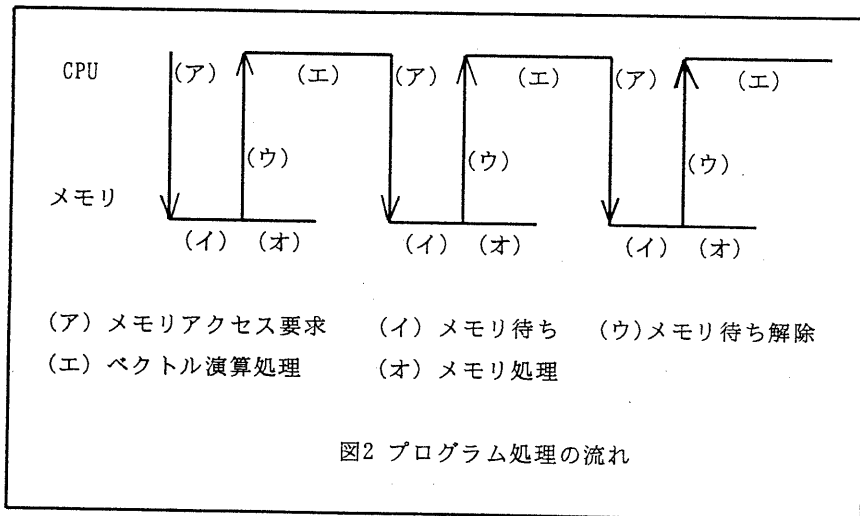 CPU (ア) (エ) (ア) (エ) (ア) (エ)
(ウ) (ウ) (ウ)
メモリ
(イ) (オ) (イ) (オ) (イ) (オ)
(ア) メモリアクセス要求 (イ) メモリ待ち (ウ)メモリ待ち解除
(エ) ベクトル演算処理 (オ) メモリ処理
図2 プログラム処理の流れ